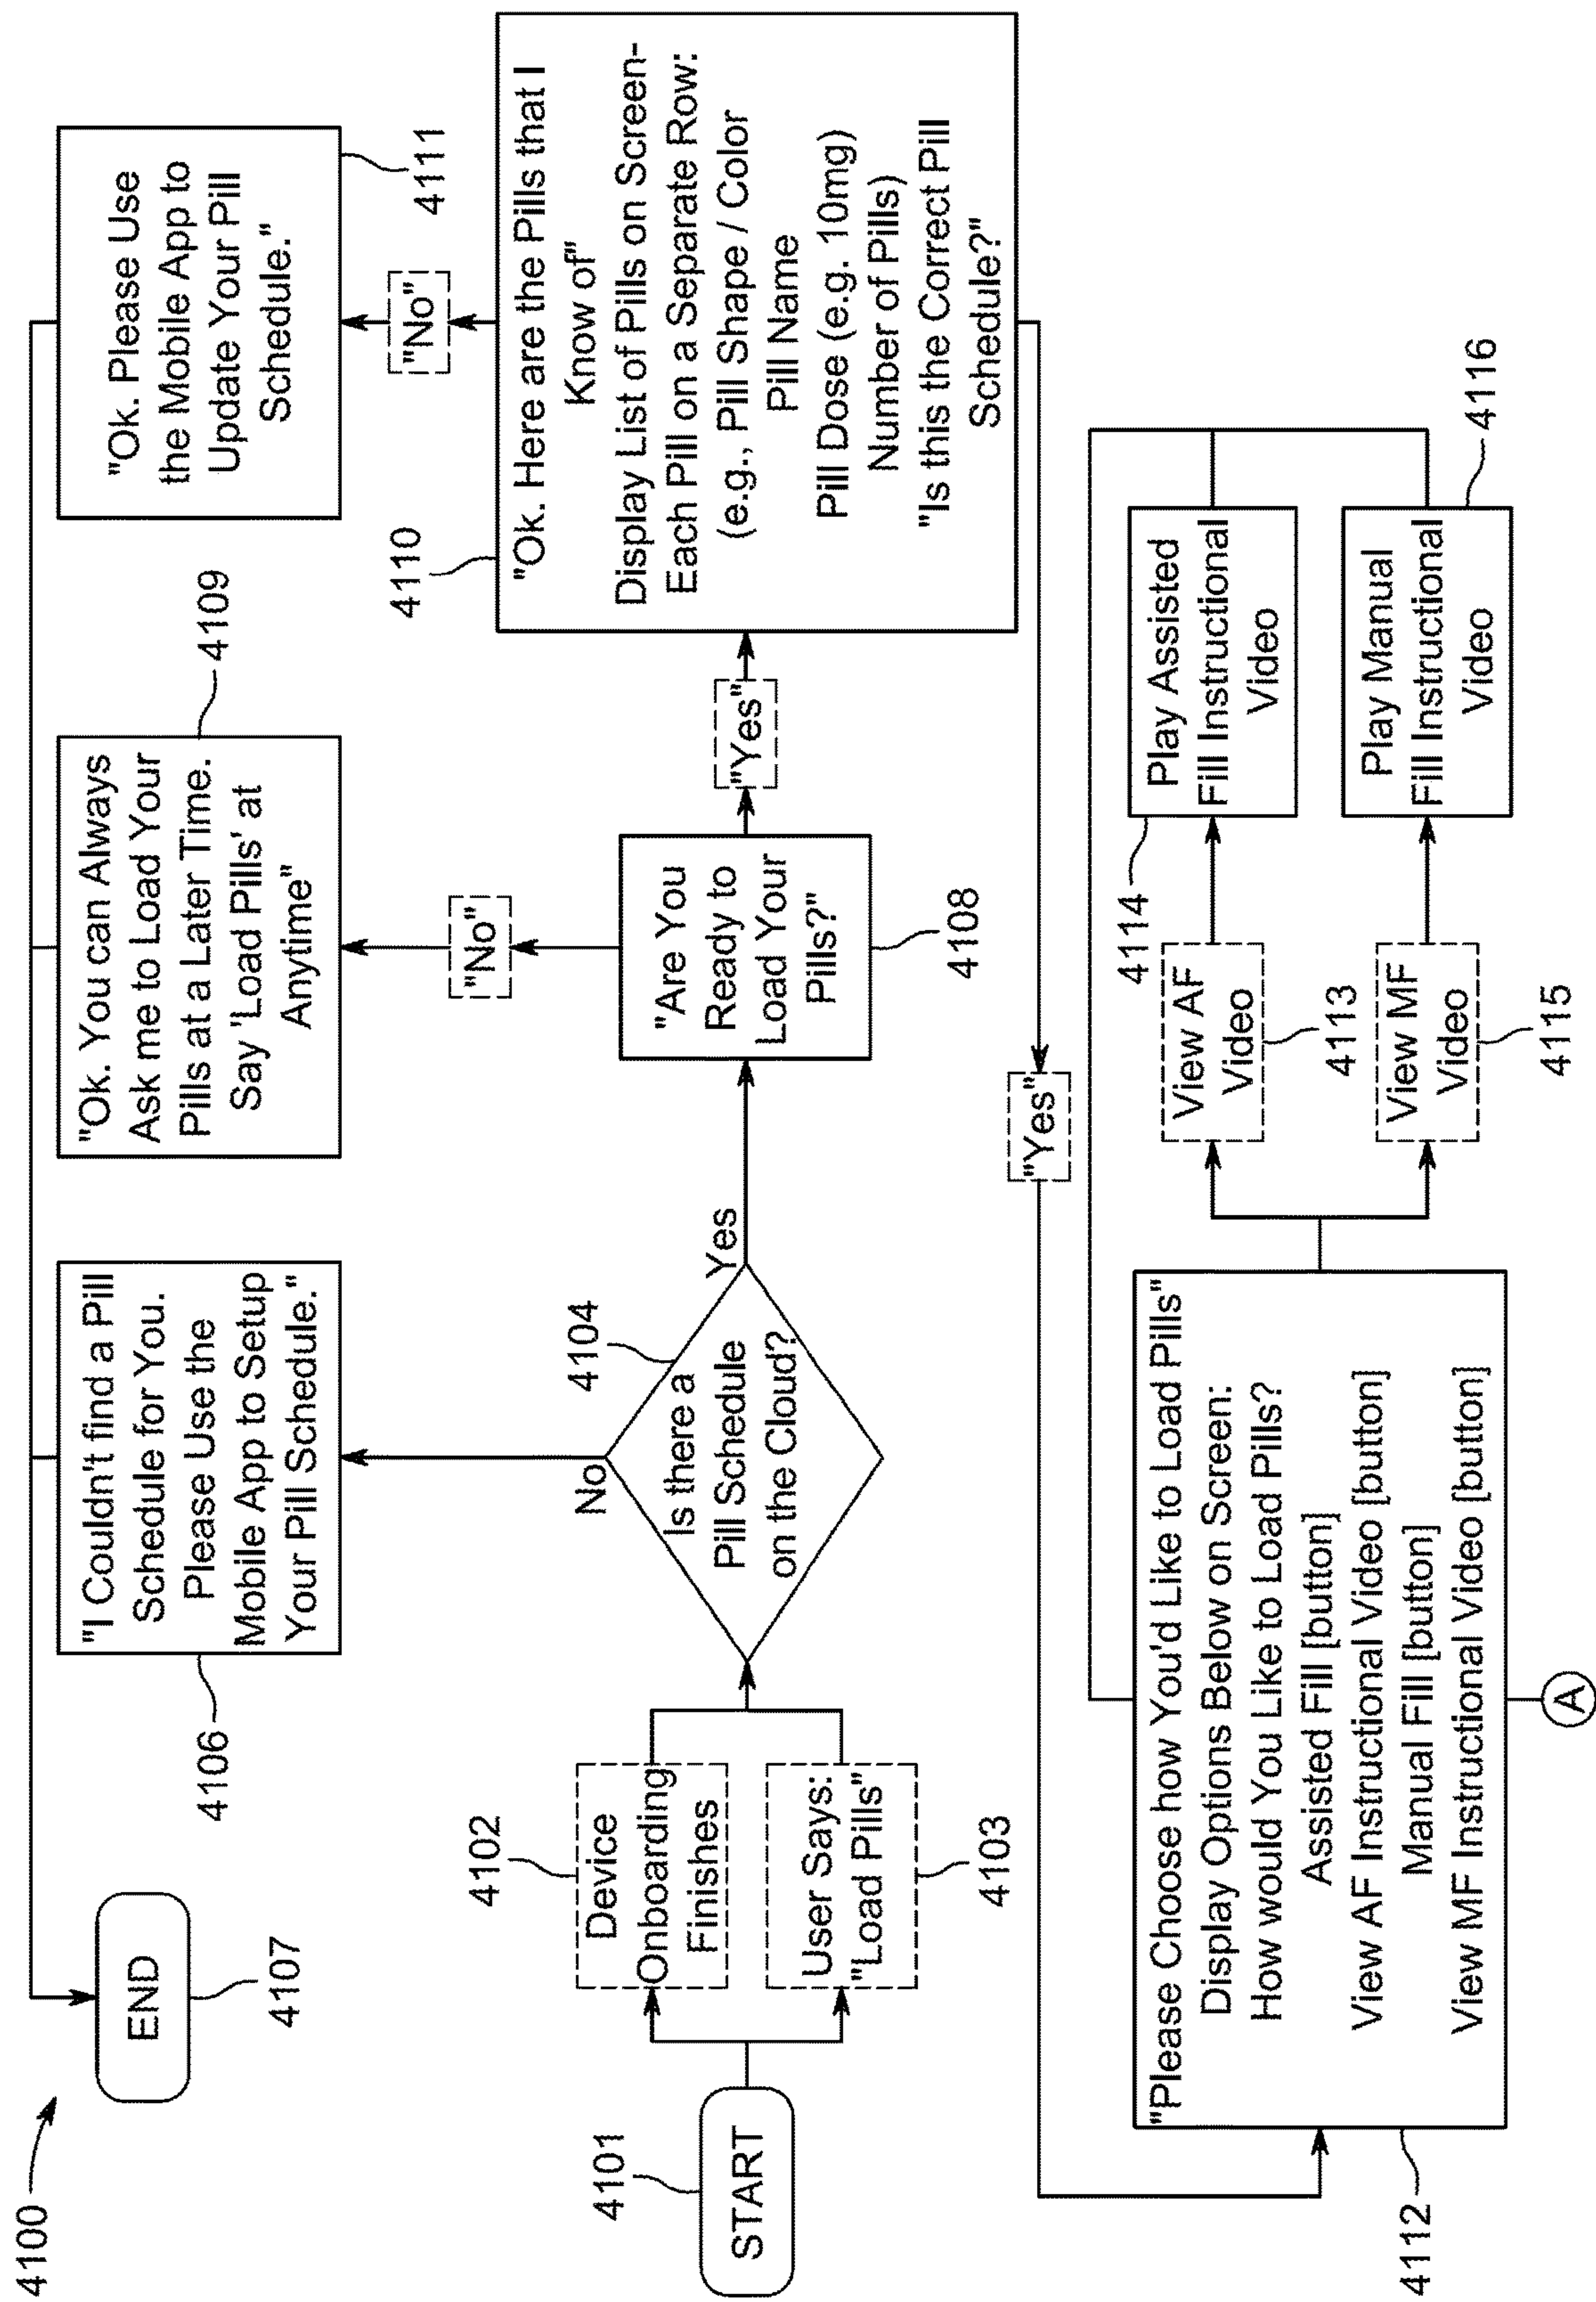 4100
END
4107
4106
"I Couldn't find a Pill
Schedule for You.
Please Use the
Mobile App to Setup
Your Pill Schedule."
"Ok. You can Always
Ask me to Load Your
Pills at a Later Time.
Say 'Load Pills' at
Anytime"
4109
"Ok. Please Use
the Mobile App to
Update Your Pill
Schedule."
4111
4101
START
4102
Device
Onboarding
Finishes
User Says:
"Load Pills"
4103
4104
Is there a
Pill Schedule
on the Cloud?
No
Yes
"Are You
Ready to
Load Your
Pills?"
4108
"No"
"Yes"
4110
"No"
"Ok. Here are the Pills that I
Know of"
Display List of Pills on Screen-
Each Pill on a Separate Row:
(e.g., Pill Shape / Color
Pill Name
Pill Dose (e.g. 10mg)
Number of Pills)
"Is this the Correct Pill
Schedule?"
"Yes"
4112
"Please Choose how You'd Like to Load Pills"
Display Options Below on Screen:
How would You Like to Load Pills?
Assisted Fill [button]
View AF Instructional Video [button]
Manual Fill [button]
View MF Instructional Video [button]
A
View AF
Video
4113
4114
Play Assisted
Fill Instructional
Video
View MF
Video
4115
Play Manual
Fill Instructional
Video
4116